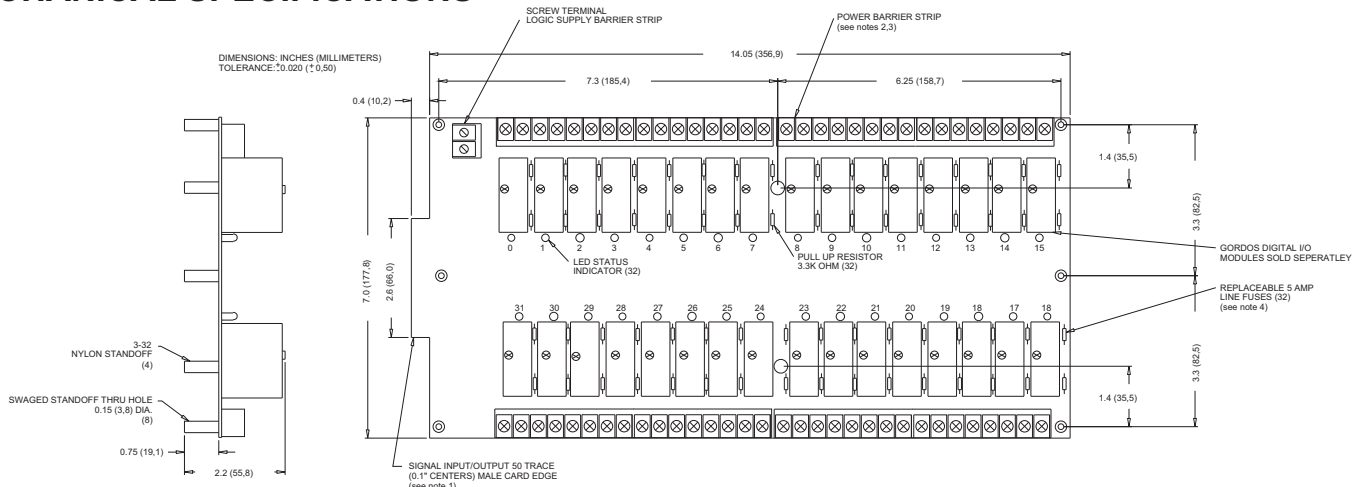 SCREW TERMINAL
LOGIC SUPPLY BARRIER STRIP
POWER BARRIER STRIP
(see notes 2,3)
DIMENSIONS: INCHES (MILLIMETERS)
TOLERANCE:±0.020 (± 0,50)
14.05 (356,9)
7.3 (185,4)
6.25 (158,7)
0.4 (10,2)
1.4 (35,5)
3.3 (82,5)
7.0 (177,8)
2.6 (66,0)
0 1 2 3 4 5 6 7 8 9 10 11 12 13 14 15
LED STATUS
INDICATOR (32)
PULL UP RESISTOR
3.3K OHM (32)
GORDOS DIGITAL I/O
MODULES SOLD SEPERATLEY
REPLACEABLE 5 AMP
LINE FUSES (32)
(see note 4)
31 30 29 28 27 26 25 24 23 22 21 20 19 18 17 18
3-32
NYLON STANDOFF
(4)
SWAGED STANDOFF THRU HOLE
0.15 (3,8) DIA.
(8)
3.3 (82,5)
1.4 (35,5)
0.75 (19,1)
2.2 (55,8)
SIGNAL INPUT/OUTPUT 50 TRACE
(0.1" CENTERS) MALE CARD EDGE
(see note 1)